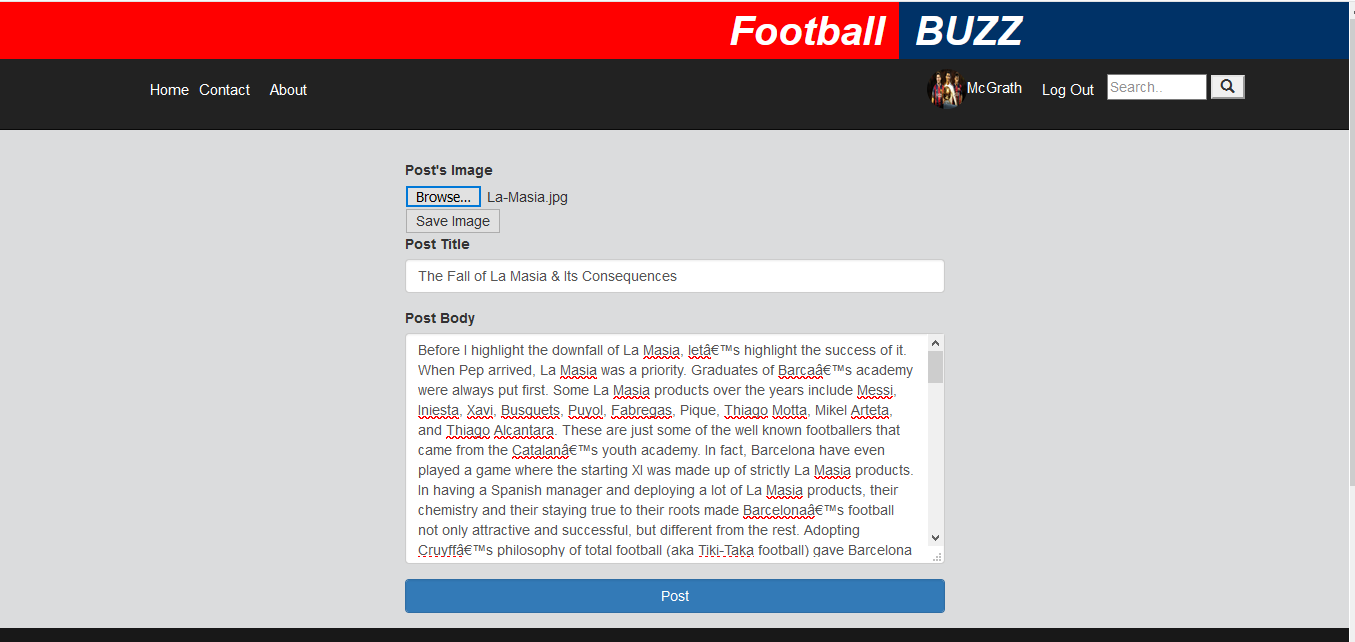 Football BUZZ
Home Contact About McGrath Log Out Search..
Post's Image
Browse... La-Masia.jpg
Save Image
Post Title
The Fall of La Masia & Its Consequences
Post Body
Before I highlight the downfall of La Masia, letâ€™s highlight the success of it.
When Pep arrived, La Masia was a priority. Graduates of Barcaâ€™s academy
were always put first. Some La Masia products over the years include Messi,
Iniesta, Xavi, Busquets, Puyol, Fabregas, Pique, Thiago Motta, Mikel Arteta,
and Thiago Alcantara. These are just some of the well known footballers that
came from the Catalanâ€™s youth academy. In fact, Barcelona have even
played a game where the starting XI was made up of strictly La Masia products.
In having a Spanish manager and deploying a lot of La Masia products, their
chemistry and their staying true to their roots made Barcelonaâ€™s football
not only attractive and successful, but different from the rest. Adopting
Cruyffâ€™s philosophy of total football (aka Tiki-Taka football) gave Barcelona
Post